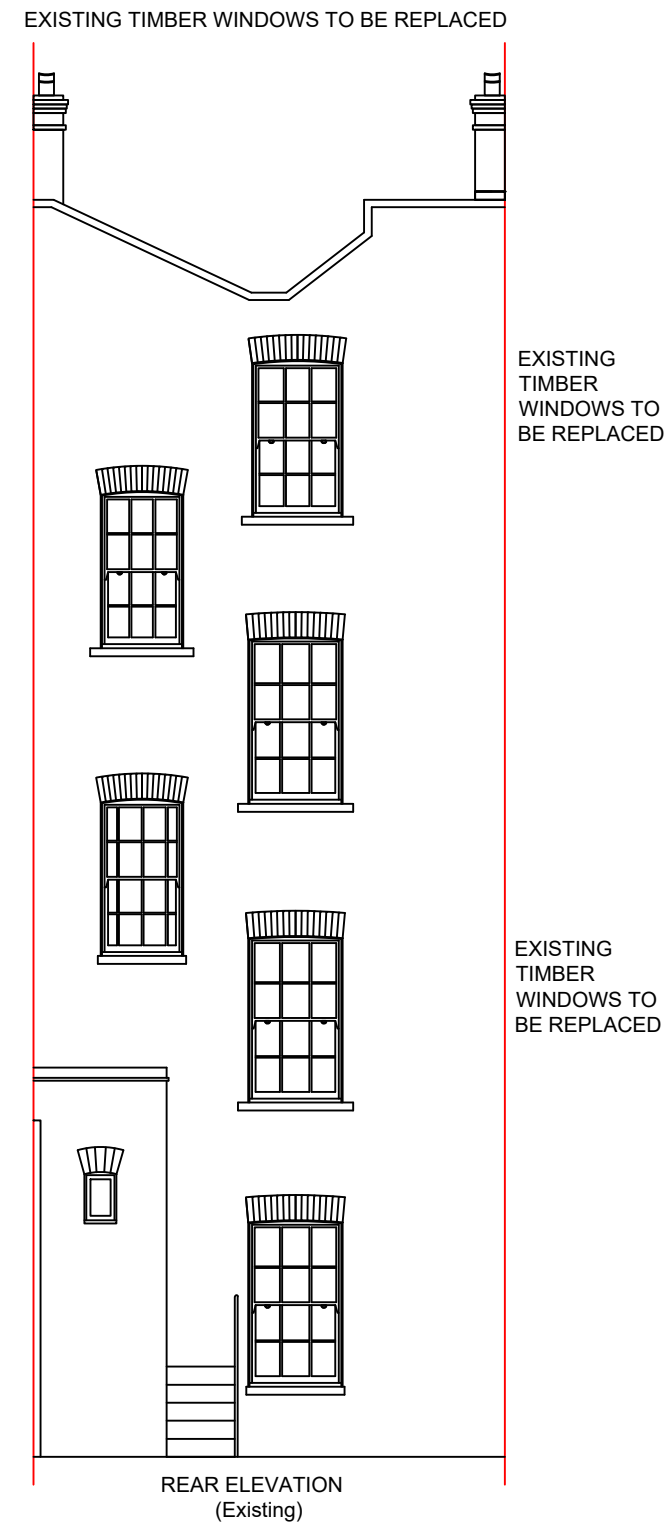 EXISTING TIMBER WINDOWS TO BE REPLACED
EXISTING
TIMBER
WINDOWS TO
BE REPLACED
EXISTING
TIMBER
WINDOWS TO
BE REPLACED
REAR ELEVATION
(Existing)